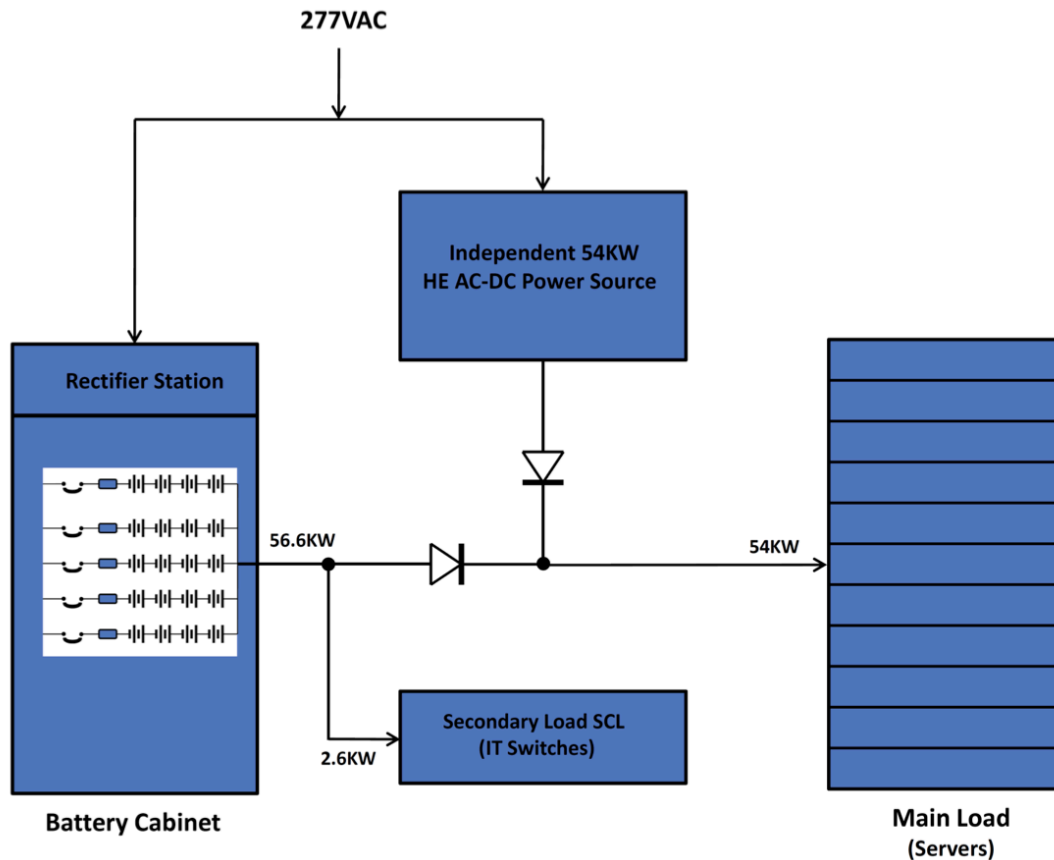 277VAC
Independent 54KW
HE AC-DC Power Source
Rectifier Station
56.6KW
54KW
Secondary Load SCL
(IT Switches)
2.6KW
Battery Cabinet
Main Load
(Servers)